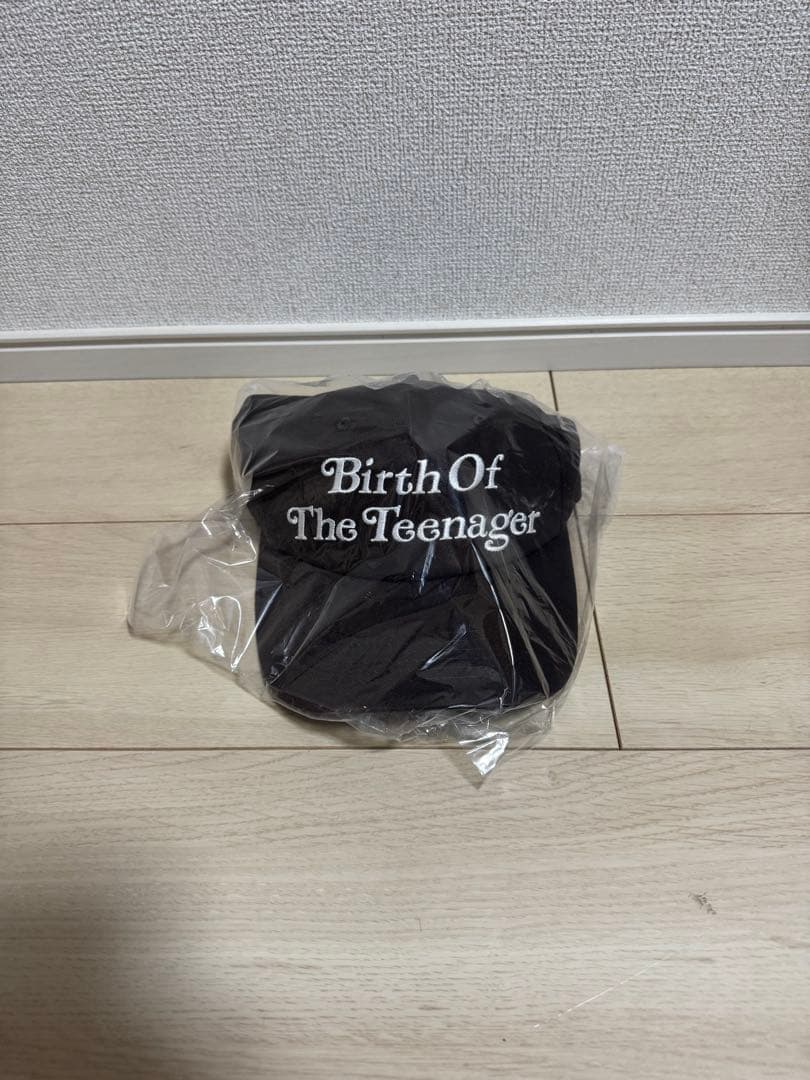 Birth Of
The Teenager